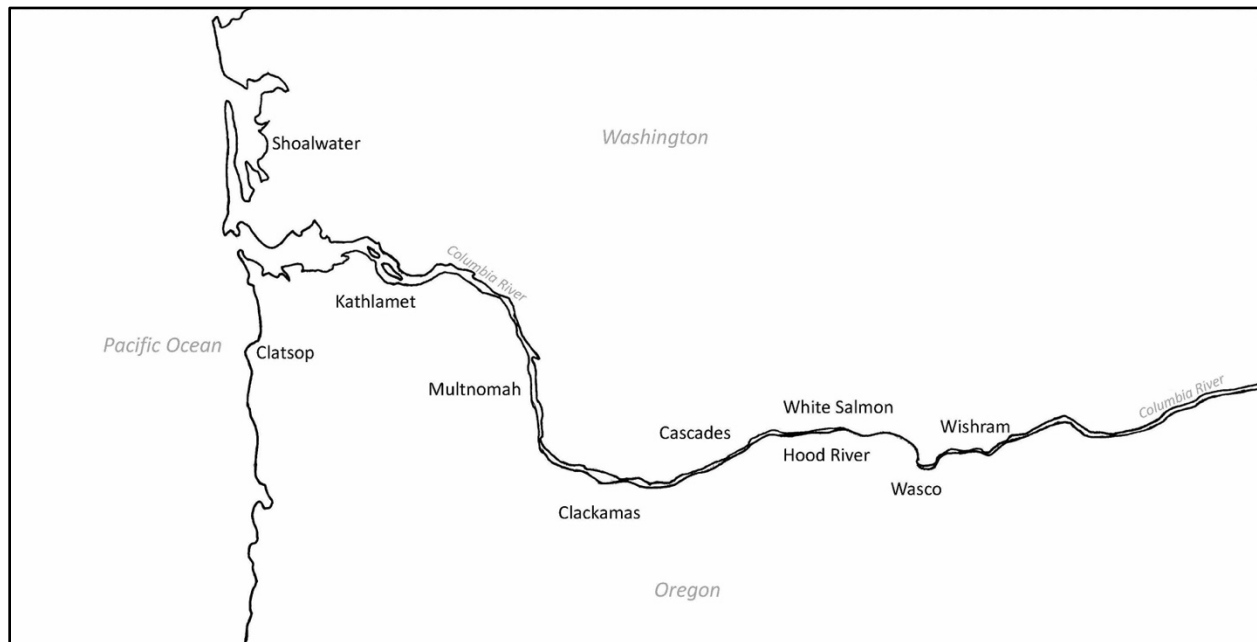 Shoalwater
Washington
Columbia River
Kathlamet
Pacific Ocean
Clatsop
Multnomah
Columbia River
White Salmon
Cascades
Wishram
Hood River
Wasco
Clackamas
Oregon